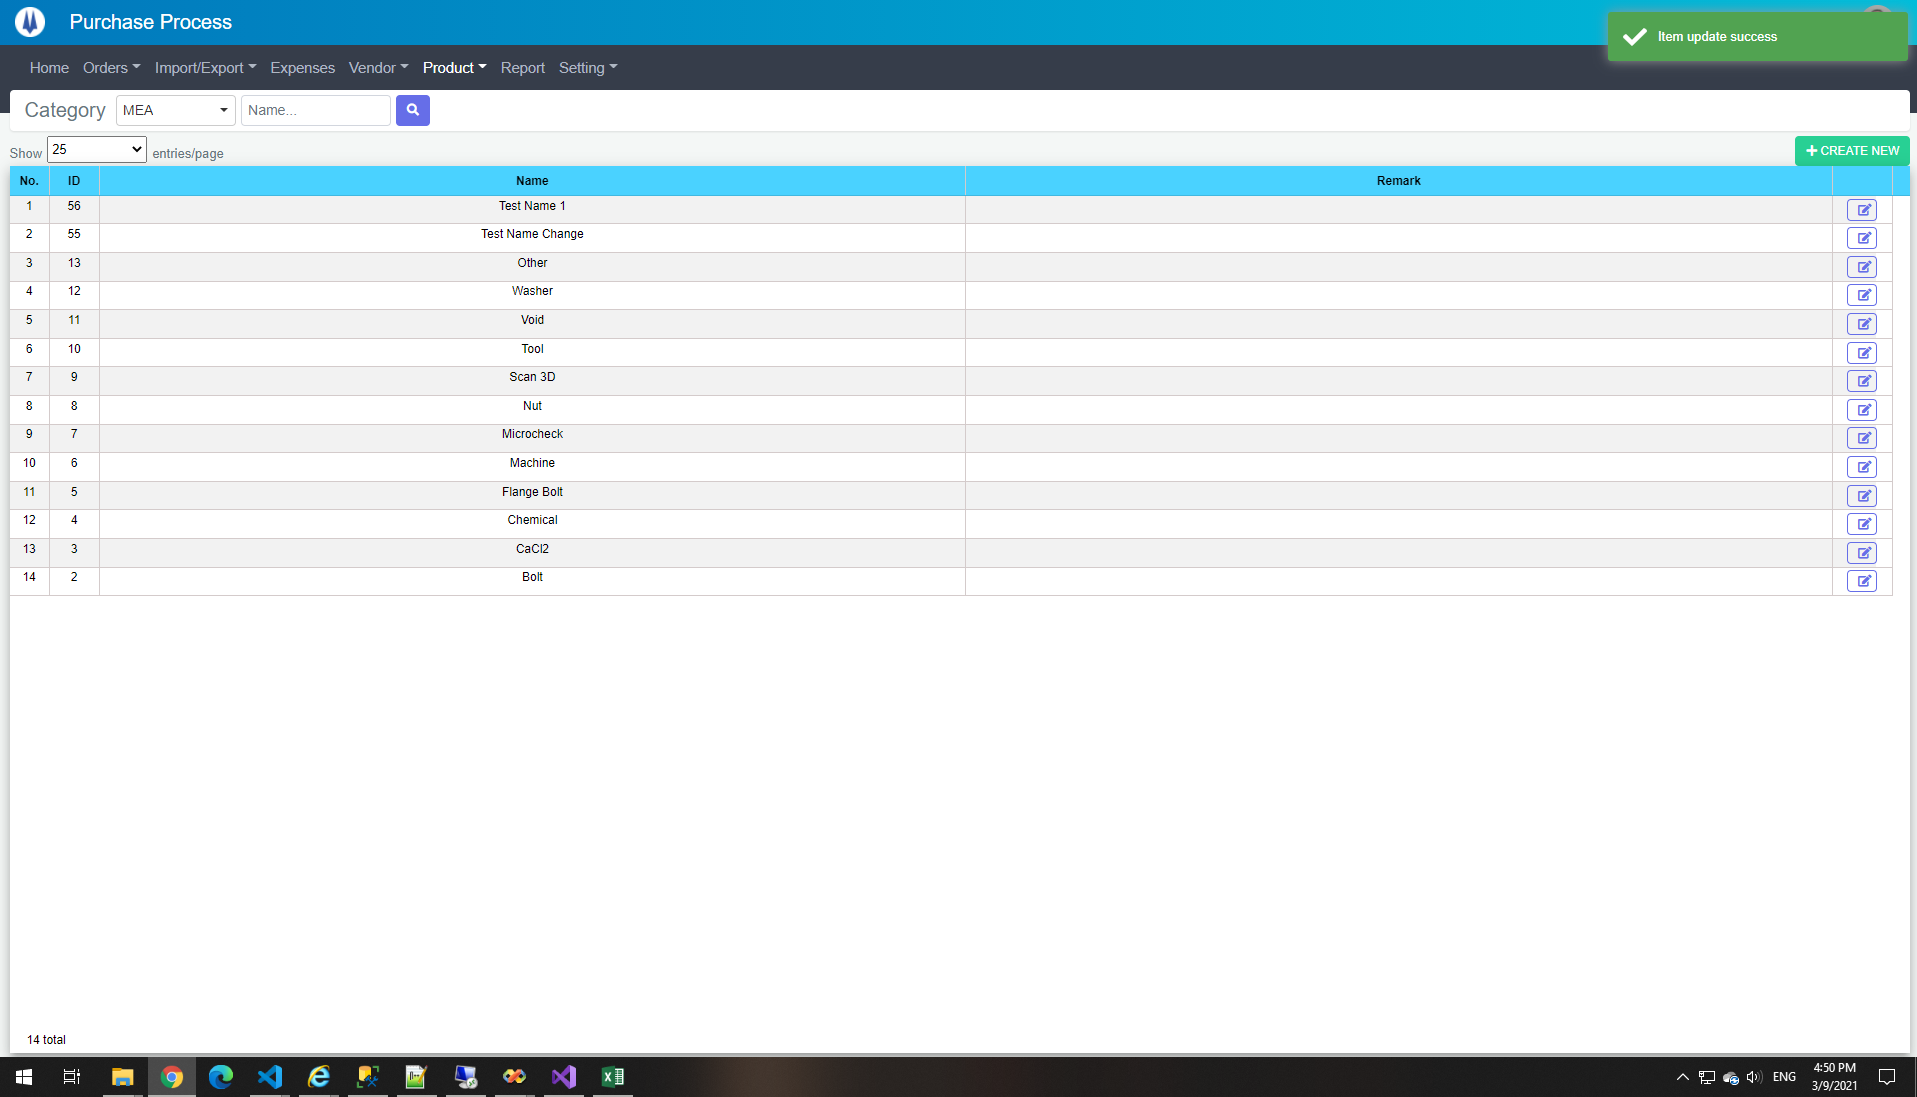 Purchase Process
Item update success
Home Orders Import/Export Expenses Vendor Product Report Setting
Category MEA Name...
Show 25 entries/page
CREATE NEW
No. ID Name Remark
1 56 Test Name 1
2 55 Test Name Change
3 13 Other
4 12 Washer
5 11 Void
6 10 Tool
7 9 Scan 3D
8 8 Nut
9 7 Microcheck
10 6 Machine
11 5 Flange Bolt
12 4 Chemical
13 3 CaCl2
14 2 Bolt
14 total
ENG
4:50 PM
3/9/2021